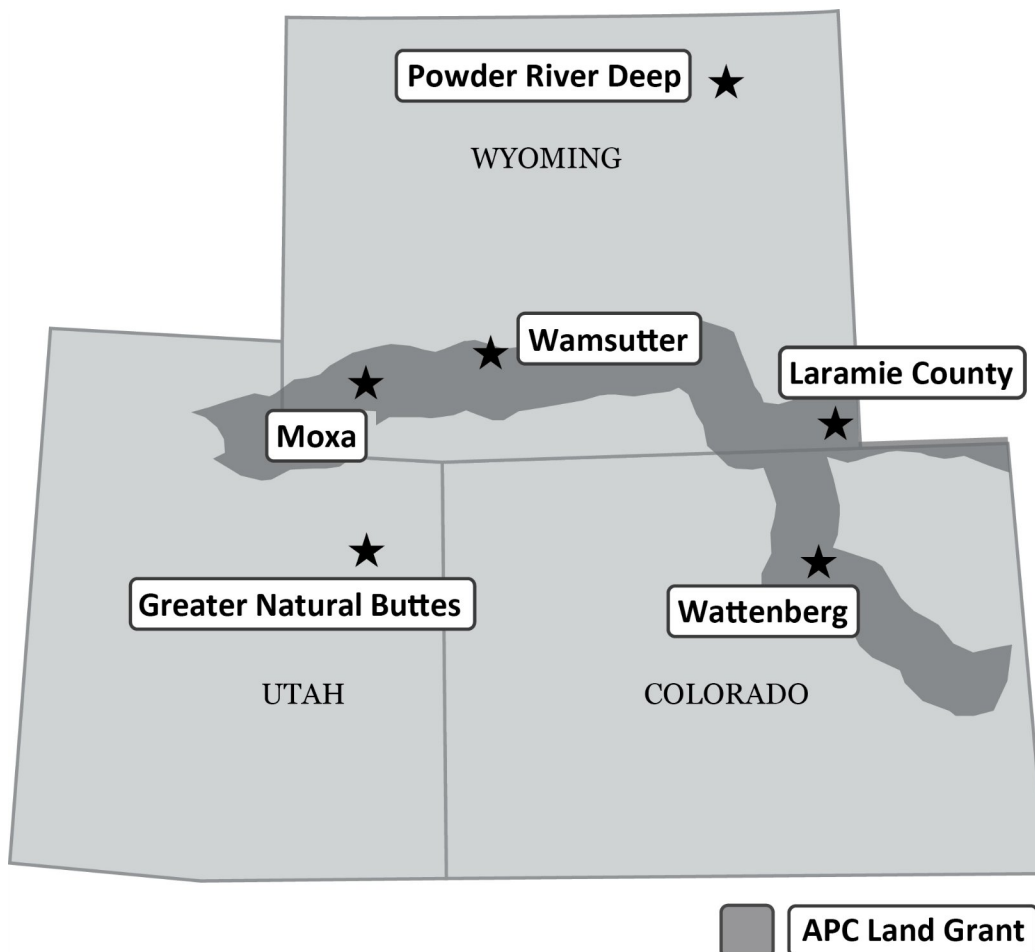 Powder River Deep
WYOMING
Wamsutter
Laramie County
Moxa
Greater Natural Buttes
Wattenberg
UTAH
COLORADO
APC Land Grant